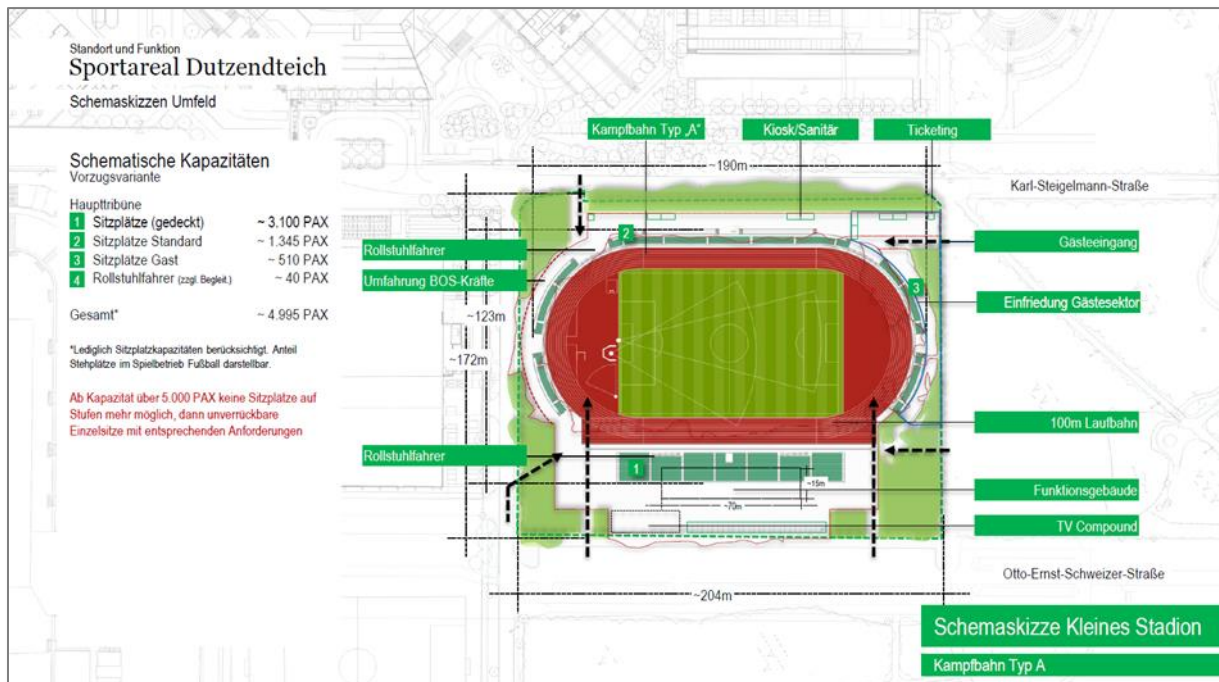 Standort und Funktion
Sportareal Dutzendteich
Schemaskizzen Umfeld
Schematische Kapazitäten
Vorzugsvariante
Haupttribüne
1 Sitzplätze (gedeckt) ~ 3.100 PAX
2 Sitzplätze Standard ~ 1.345 PAX
3 Sitzplätze Gast ~ 510 PAX
4 Rollstuhlfahrer (zzgl. Begleit.) ~ 40 PAX
Gesamt* ~ 4.995 PAX
*Lediglich Sitzplatzkapazitäten berücksichtigt. Anteil
Stehplätze im Spielbetrieb Fußball darstellbar.
Ab Kapazität über 5.000 PAX keine Sitzplätze auf
Stufen mehr möglich, dann unverrückbare
Einzelsitze mit entsprechenden Anforderungen
Kampfbahn Typ „A“
Kiosk/Sanitär
Ticketing
~190m
Karl-Steigelmann-Straße
2
Rollstuhlfahrer
Gästeeingang
Umfahrung BOS-Kräfte
3
Einfriedung Gästesektor
~123m
~172m
100m Laufbahn
Rollstuhlfahrer
1
~15m
Funktionsgebäude
~70m
TV Compound
Otto-Ernst-Schweizer-Straße
~204m
Schemaskizze Kleines Stadion
Kampfbahn Typ A